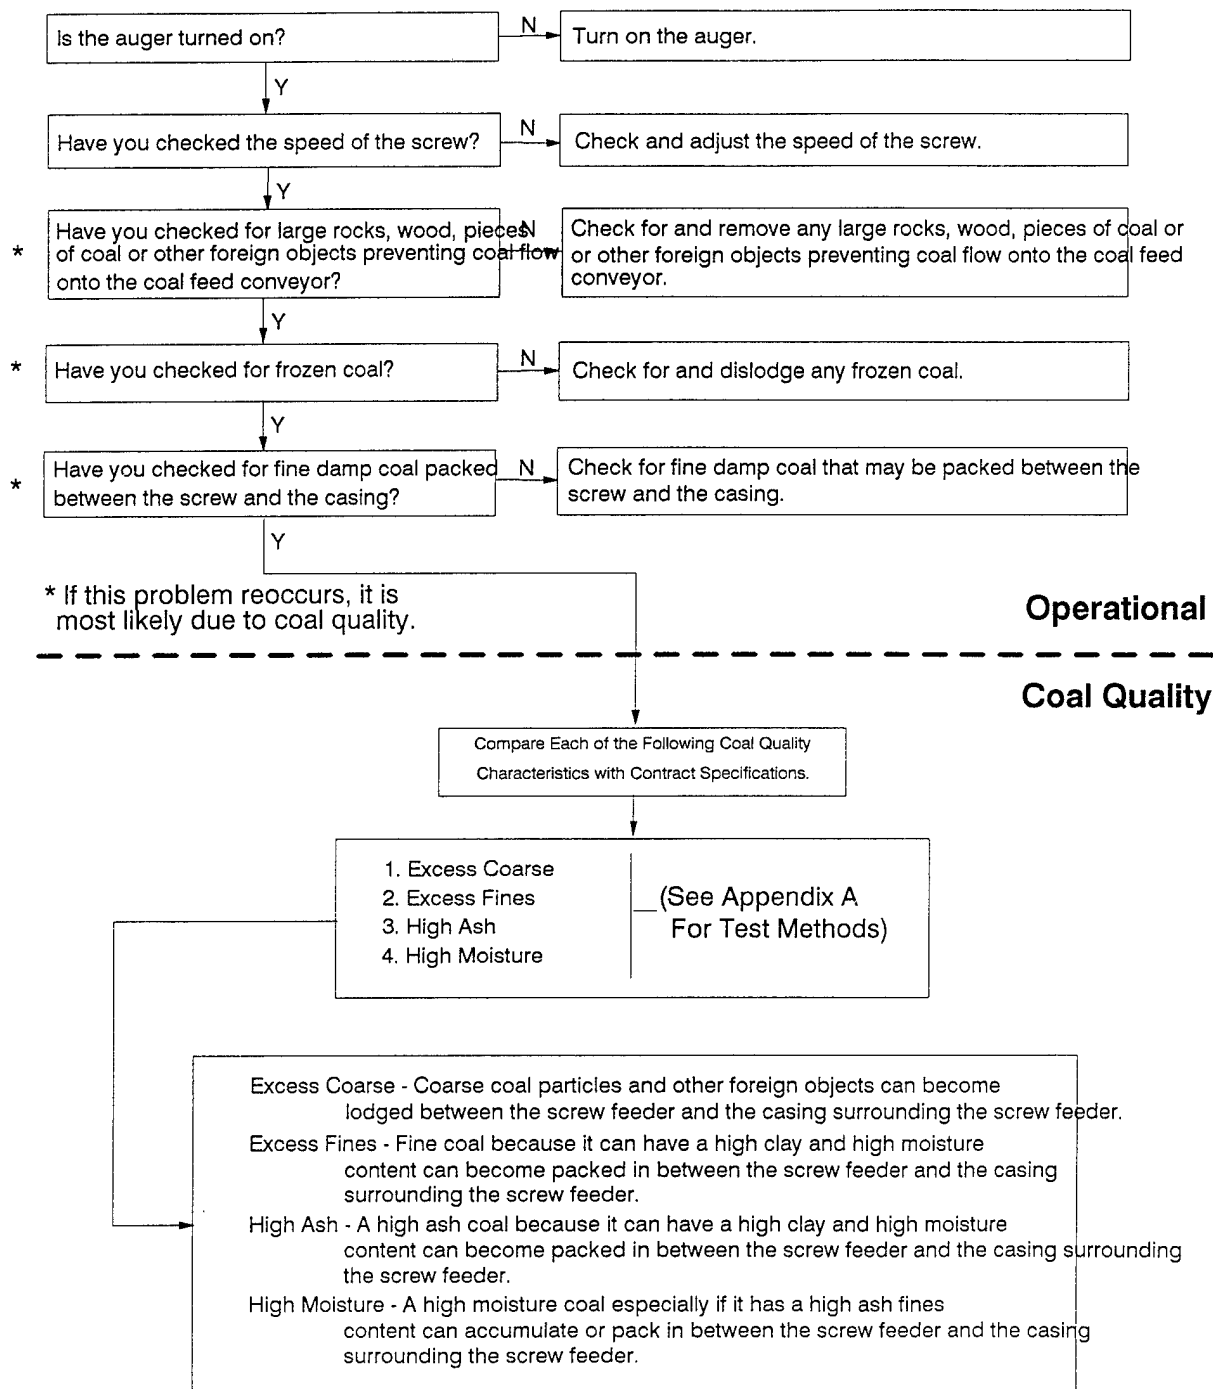 Is the auger turned on?
N
Turn on the auger.
Y
Have you checked the speed of the screw?
N
Check and adjust the speed of the screw.
Y
*
Have you checked for large rocks, wood, pieces
of coal or other foreign objects preventing coal flow
onto the coal feed conveyor?
N
Check for and remove any large rocks, wood, pieces of coal or
or other foreign objects preventing coal flow onto the coal feed
conveyor.
Y
*
Have you checked for frozen coal?
N
Check for and dislodge any frozen coal.
Y
*
Have you checked for fine damp coal packed
between the screw and the casing?
N
Check for fine damp coal that may be packed between the
screw and the casing.
Y
* If this problem reoccurs, it is
most likely due to coal quality.
Operational
Coal Quality
Compare Each of the Following Coal Quality
Characteristics with Contract Specifications.
1. Excess Coarse
2. Excess Fines
3. High Ash
4. High Moisture
(See Appendix A
For Test Methods)
Excess Coarse - Coarse coal particles and other foreign objects can become
lodged between the screw feeder and the casing surrounding the screw feeder.
Excess Fines - Fine coal because it can have a high clay and high moisture
content can become packed in between the screw feeder and the casing
surrounding the screw feeder.
High Ash - A high ash coal because it can have a high clay and high moisture
content can become packed in between the screw feeder and the casing surrounding
the screw feeder.
High Moisture - A high moisture coal especially if it has a high ash fines
content can accumulate or pack in between the screw feeder and the casing
surrounding the screw feeder.